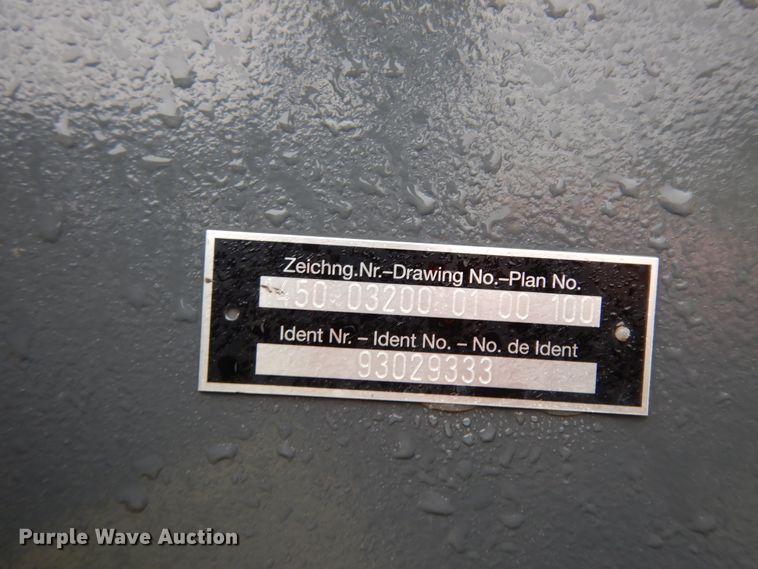 Zeichng.Nr.-Drawing No.-Plan No.
450 03200 01 00 100
Ident Nr. - Ident No. - No. de Ident
93029333
Purple Wave Auction